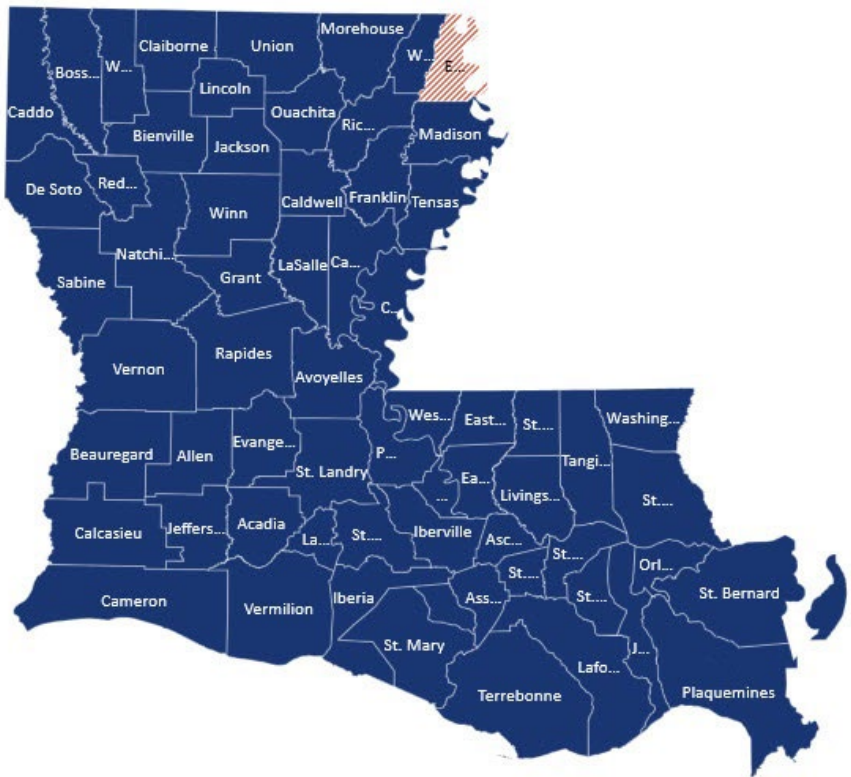 Morehouse
Claiborne
Union
W...
E...
Boss...
W...
Lincoln
Caddo
Ouachita
Ric...
Madison
Bienville
Jackson
De Soto
Red...
Caldwell
Franklin
Tensas
Winn
Natchi...
LaSalle
Ca...
Sabine
Grant
C...
Vernon
Rapides
Avoyelles
Wes...
East...
St....
Washing...
Beauregard
Allen
Evange...
St. Landry
P...
Tangi...
...
Ea...
Livings...
St....
Calcasieu
Jeffers...
Acadia
La...
St....
Iberville
Asc...
St....
St....
Orl...
Cameron
Vermilion
Iberia
Ass...
St....
St. Bernard
St. Mary
J...
Terrebonne
Lafo...
Plaquemines